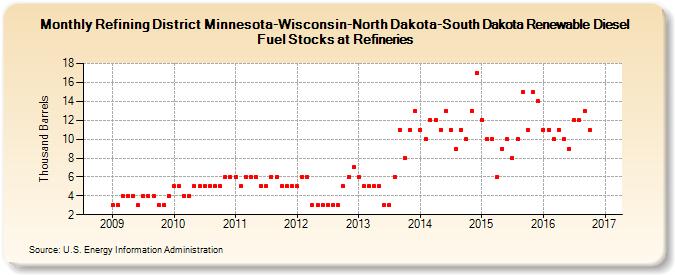 Monthly Refining District Minnesota-Wisconsin-North Dakota-South Dakota Renewable Diesel
Fuel Stocks at Refineries
Thousand Barrels
18
16
14
12
10
8
6
4
2
2009 2010 2011 2012 2013 2014 2015 2016 2017
Source: U.S. Energy Information Administration